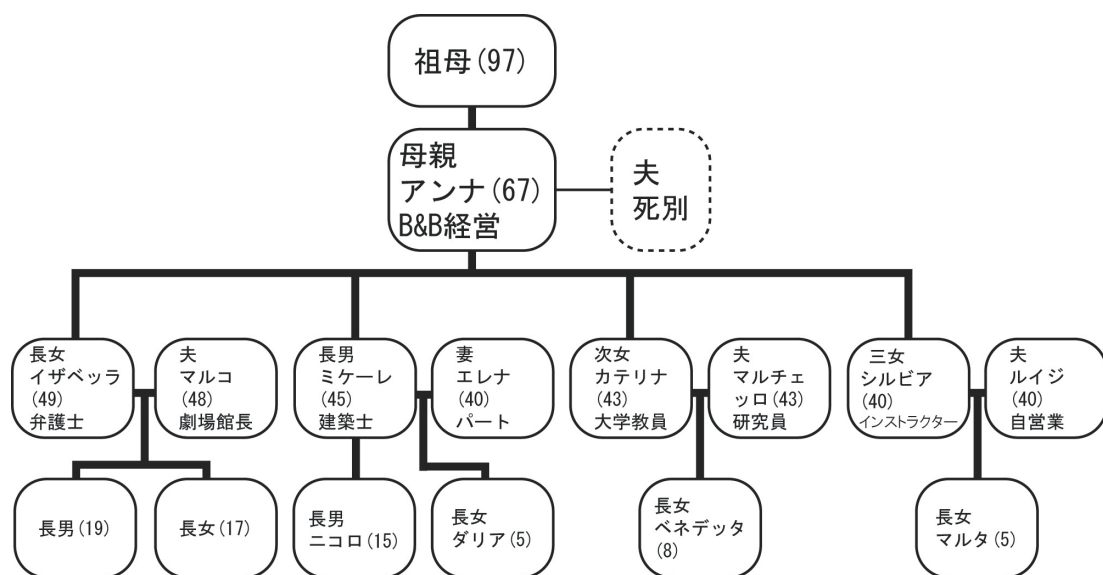 祖母(97)
母親
アンナ(67)
B&B経営
夫
死別
長女
イザベッラ
(49)
弁護士
夫
マルコ
(48)
劇場館長
長男
ミケーレ
(45)
建築士
妻
エレナ
(40)
パート
次女
カテリナ
(43)
大学教員
夫
マルチェ
ッロ(43)
研究員
三女
シルビア
(40)
インストラクター
夫
ルイジ
(40)
自営業
長男(19)
長女(17)
長男
ニコロ(15)
長女
ダリア(5)
長女
ベネデッタ
(8)
長女
マルタ(5)